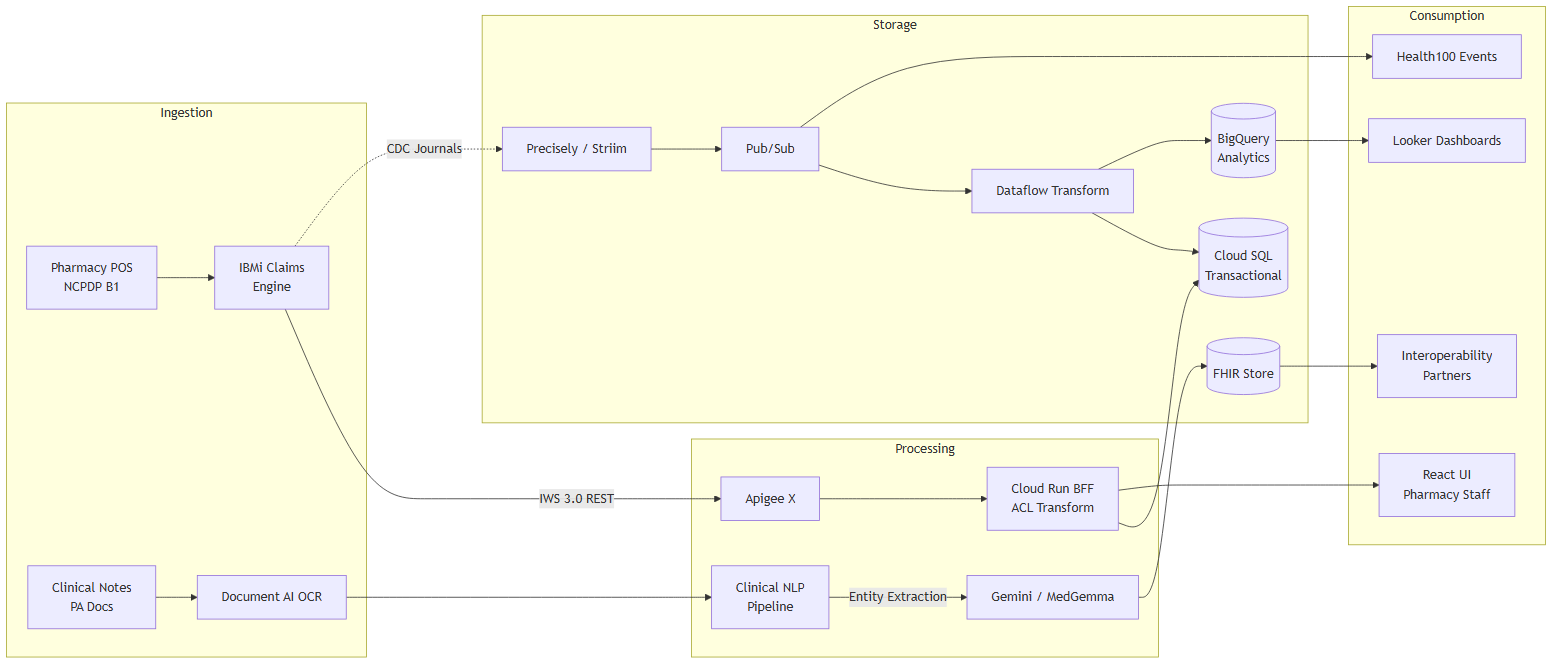 Ingestion
Pharmacy POS
NCPDP B1
IBMi Claims
Engine
Clinical Notes
PA Docs
Document AI OCR
CDC Journals
IWS 3.0 REST
Storage
Precisely / Striim
Pub/Sub
Dataflow Transform
BigQuery
Analytics
Cloud SQL
Transactional
FHIR Store
Processing
Apigee X
Cloud Run BFF
ACL Transform
Clinical NLP
Pipeline
Entity Extraction
Gemini / MedGemma
Consumption
Health100 Events
Looker Dashboards
Interoperability
Partners
React UI
Pharmacy Staff